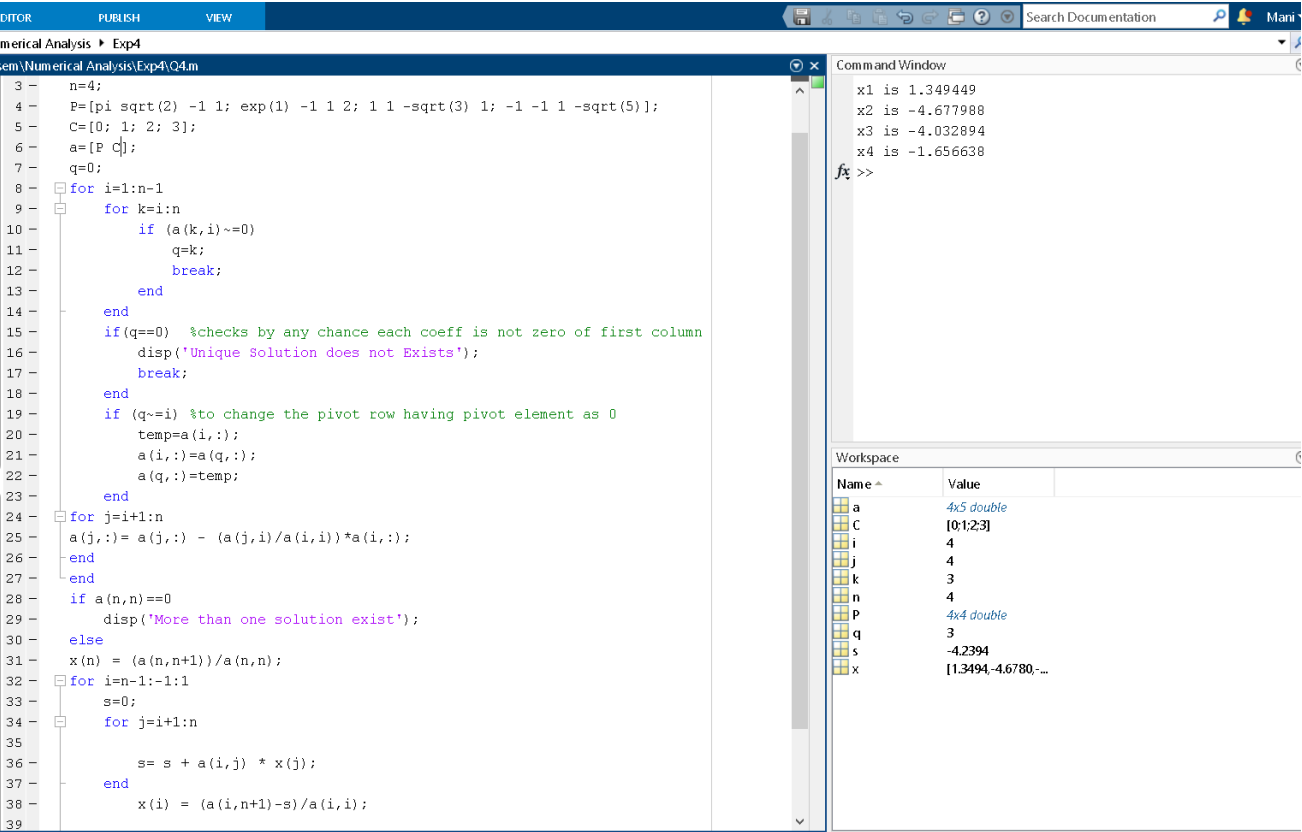 DITOR PUBLISH VIEW Search Documentation Mani
merical Analysis Exp4
sem\Numerical Analysis\Exp4\Q4.m
3 - n=4;
4 - P=[pi sqrt(2) -1 1; exp(1) -1 1 2; 1 1 -sqrt(3) 1; -1 -1 1 -sqrt(5)];
5 - C=[0; 1; 2; 3];
6 - a=[P C];
7 - q=0;
8 - for i=1:n-1
9 - for k=i:n
10 - if (a(k,i)~=0)
11 - q=k;
12 - break;
13 - end
14 - end
15 - if(q==0) %checks by any chance each coeff is not zero of first column
16 - disp('Unique Solution does not Exists');
17 - break;
18 - end
19 - if (q~=i) %to change the pivot row having pivot element as 0
20 - temp=a(i,:);
21 - a(i,:)=a(q,:);
22 - a(q,:)=temp;
23 - end
24 - for j=i+1:n
25 - a(j,:)= a(j,:) - (a(j,i)/a(i,i))*a(i,:);
26 - end
27 - end
28 - if a(n,n)==0
29 - disp('More than one solution exist');
30 - else
31 - x(n) = (a(n,n+1))/a(n,n);
32 - for i=n-1:-1:1
33 - s=0;
34 - for j=i+1:n
35
36 - s= s + a(i,j) * x(j);
37 - end
38 - x(i) = (a(i,n+1)-s)/a(i,i);
39
Command Window
x1 is 1.349449
x2 is -4.677988
x3 is -4.032894
x4 is -1.656638
fx >>
Workspace
Name Value
a 4x5 double
C [0;1;2;3]
i 4
j 4
k 3
n 4
P 4x4 double
q 3
s -4.2394
x [1.3494,-4.6780,-...